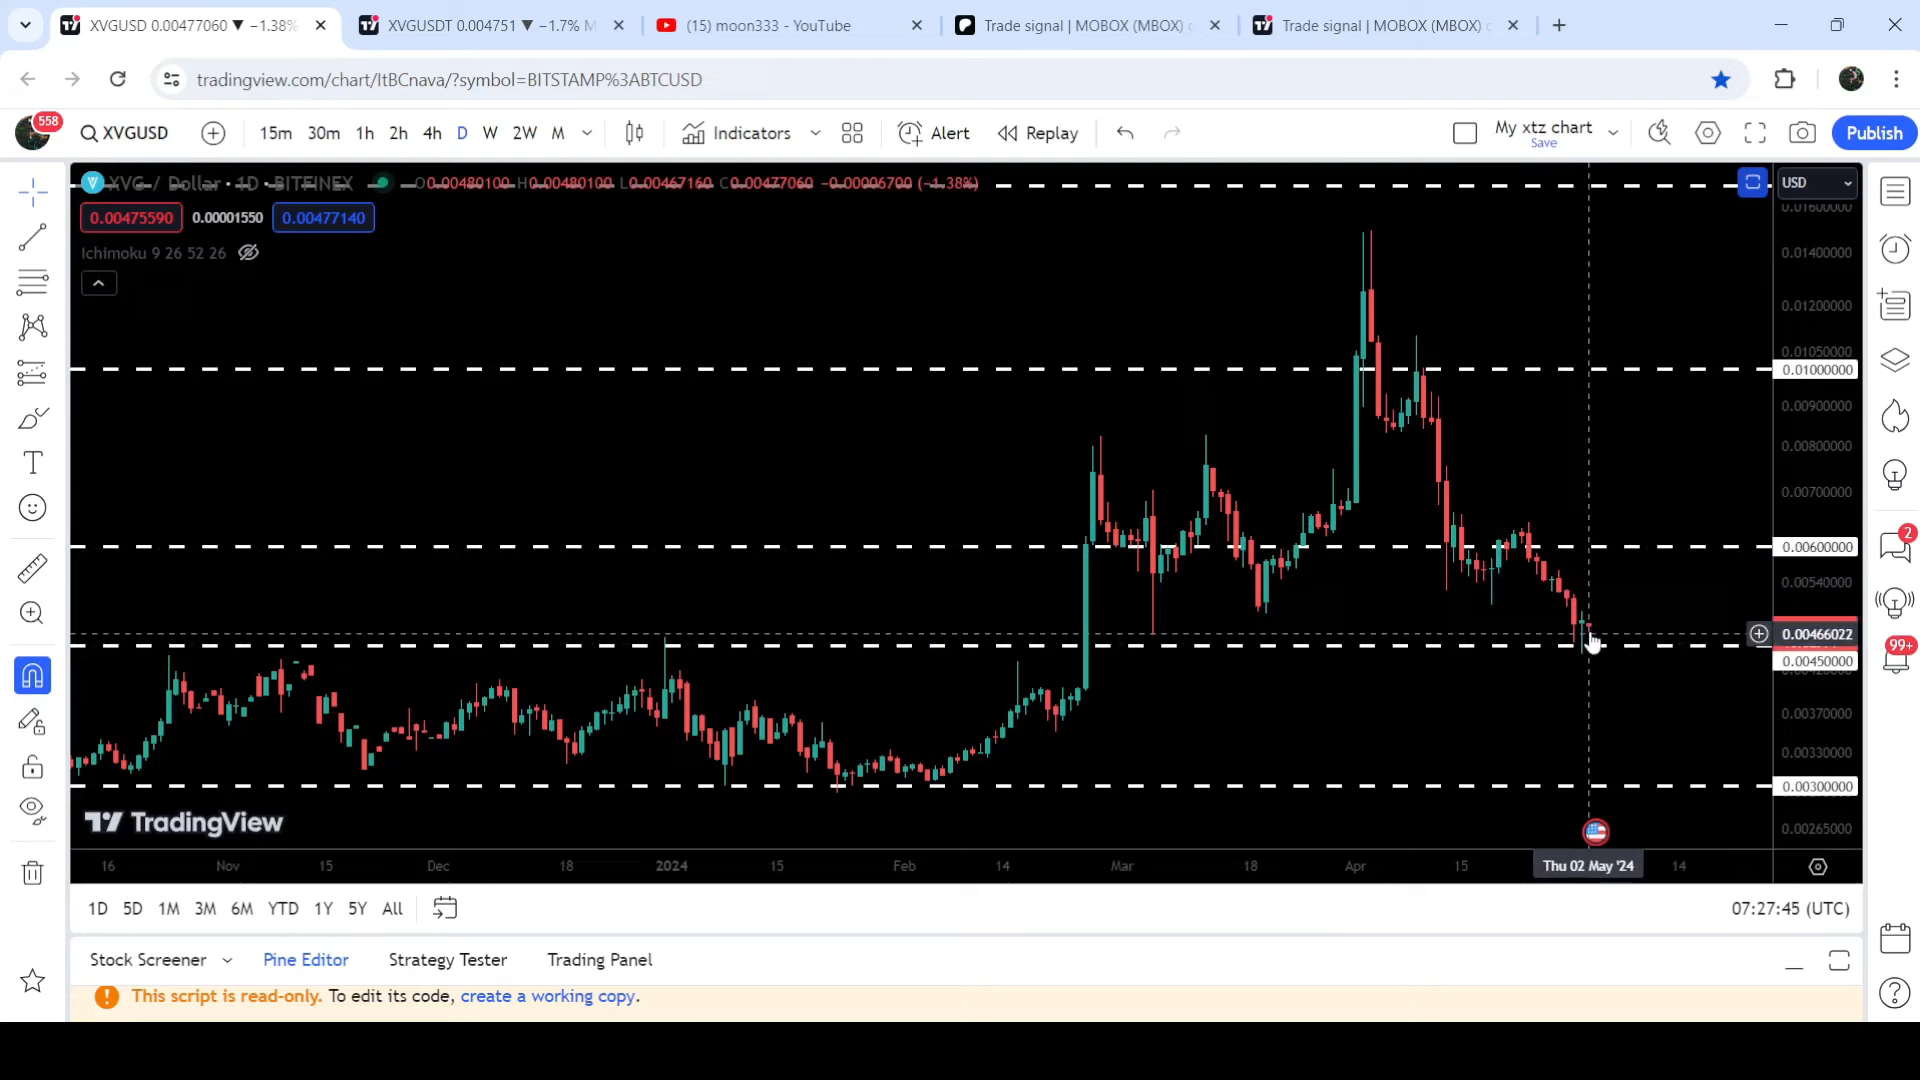 XVGUSD 0.00477060 ▼ −1.38%
XVGUSDT 0.004751 ▼ −1.7% M
(15) moon333 - YouTube
Trade signal | MOBOX (MBOX) c
Trade signal | MOBOX (MBOX) c
tradingview.com/chart/ItBCnava/?symbol=BITSTAMP%3ABTCUSD
558
XVGUSD
15m 30m 1h 2h 4h D W 2W M
Indicators
Alert
Replay
My xtz chart
Save
Publish
XVG / Dollar · 1D · BITFINEX
O0.00480100 H0.00480100 L0.00467160 C0.00477060 −0.00006700 (−1.38%)
USD
0.00475590 0.00001550 0.00477140
Ichimoku 9 26 52 26
0.01600000
0.01400000
0.01200000
0.01050000
0.01000000
0.00900000
0.00800000
0.00700000
0.00600000
0.00540000
0.00466022
0.00450000
0.00370000
0.00330000
0.00300000
0.00265000
2
99+
TradingView
16 Nov 15 Dec 18 2024 15 Feb 14 Mar 18 Apr 15 Thu 02 May '24 14
1D 5D 1M 3M 6M YTD 1Y 5Y All
07:27:45 (UTC)
Stock Screener Pine Editor Strategy Tester Trading Panel
This script is read-only. To edit its code, create a working copy.